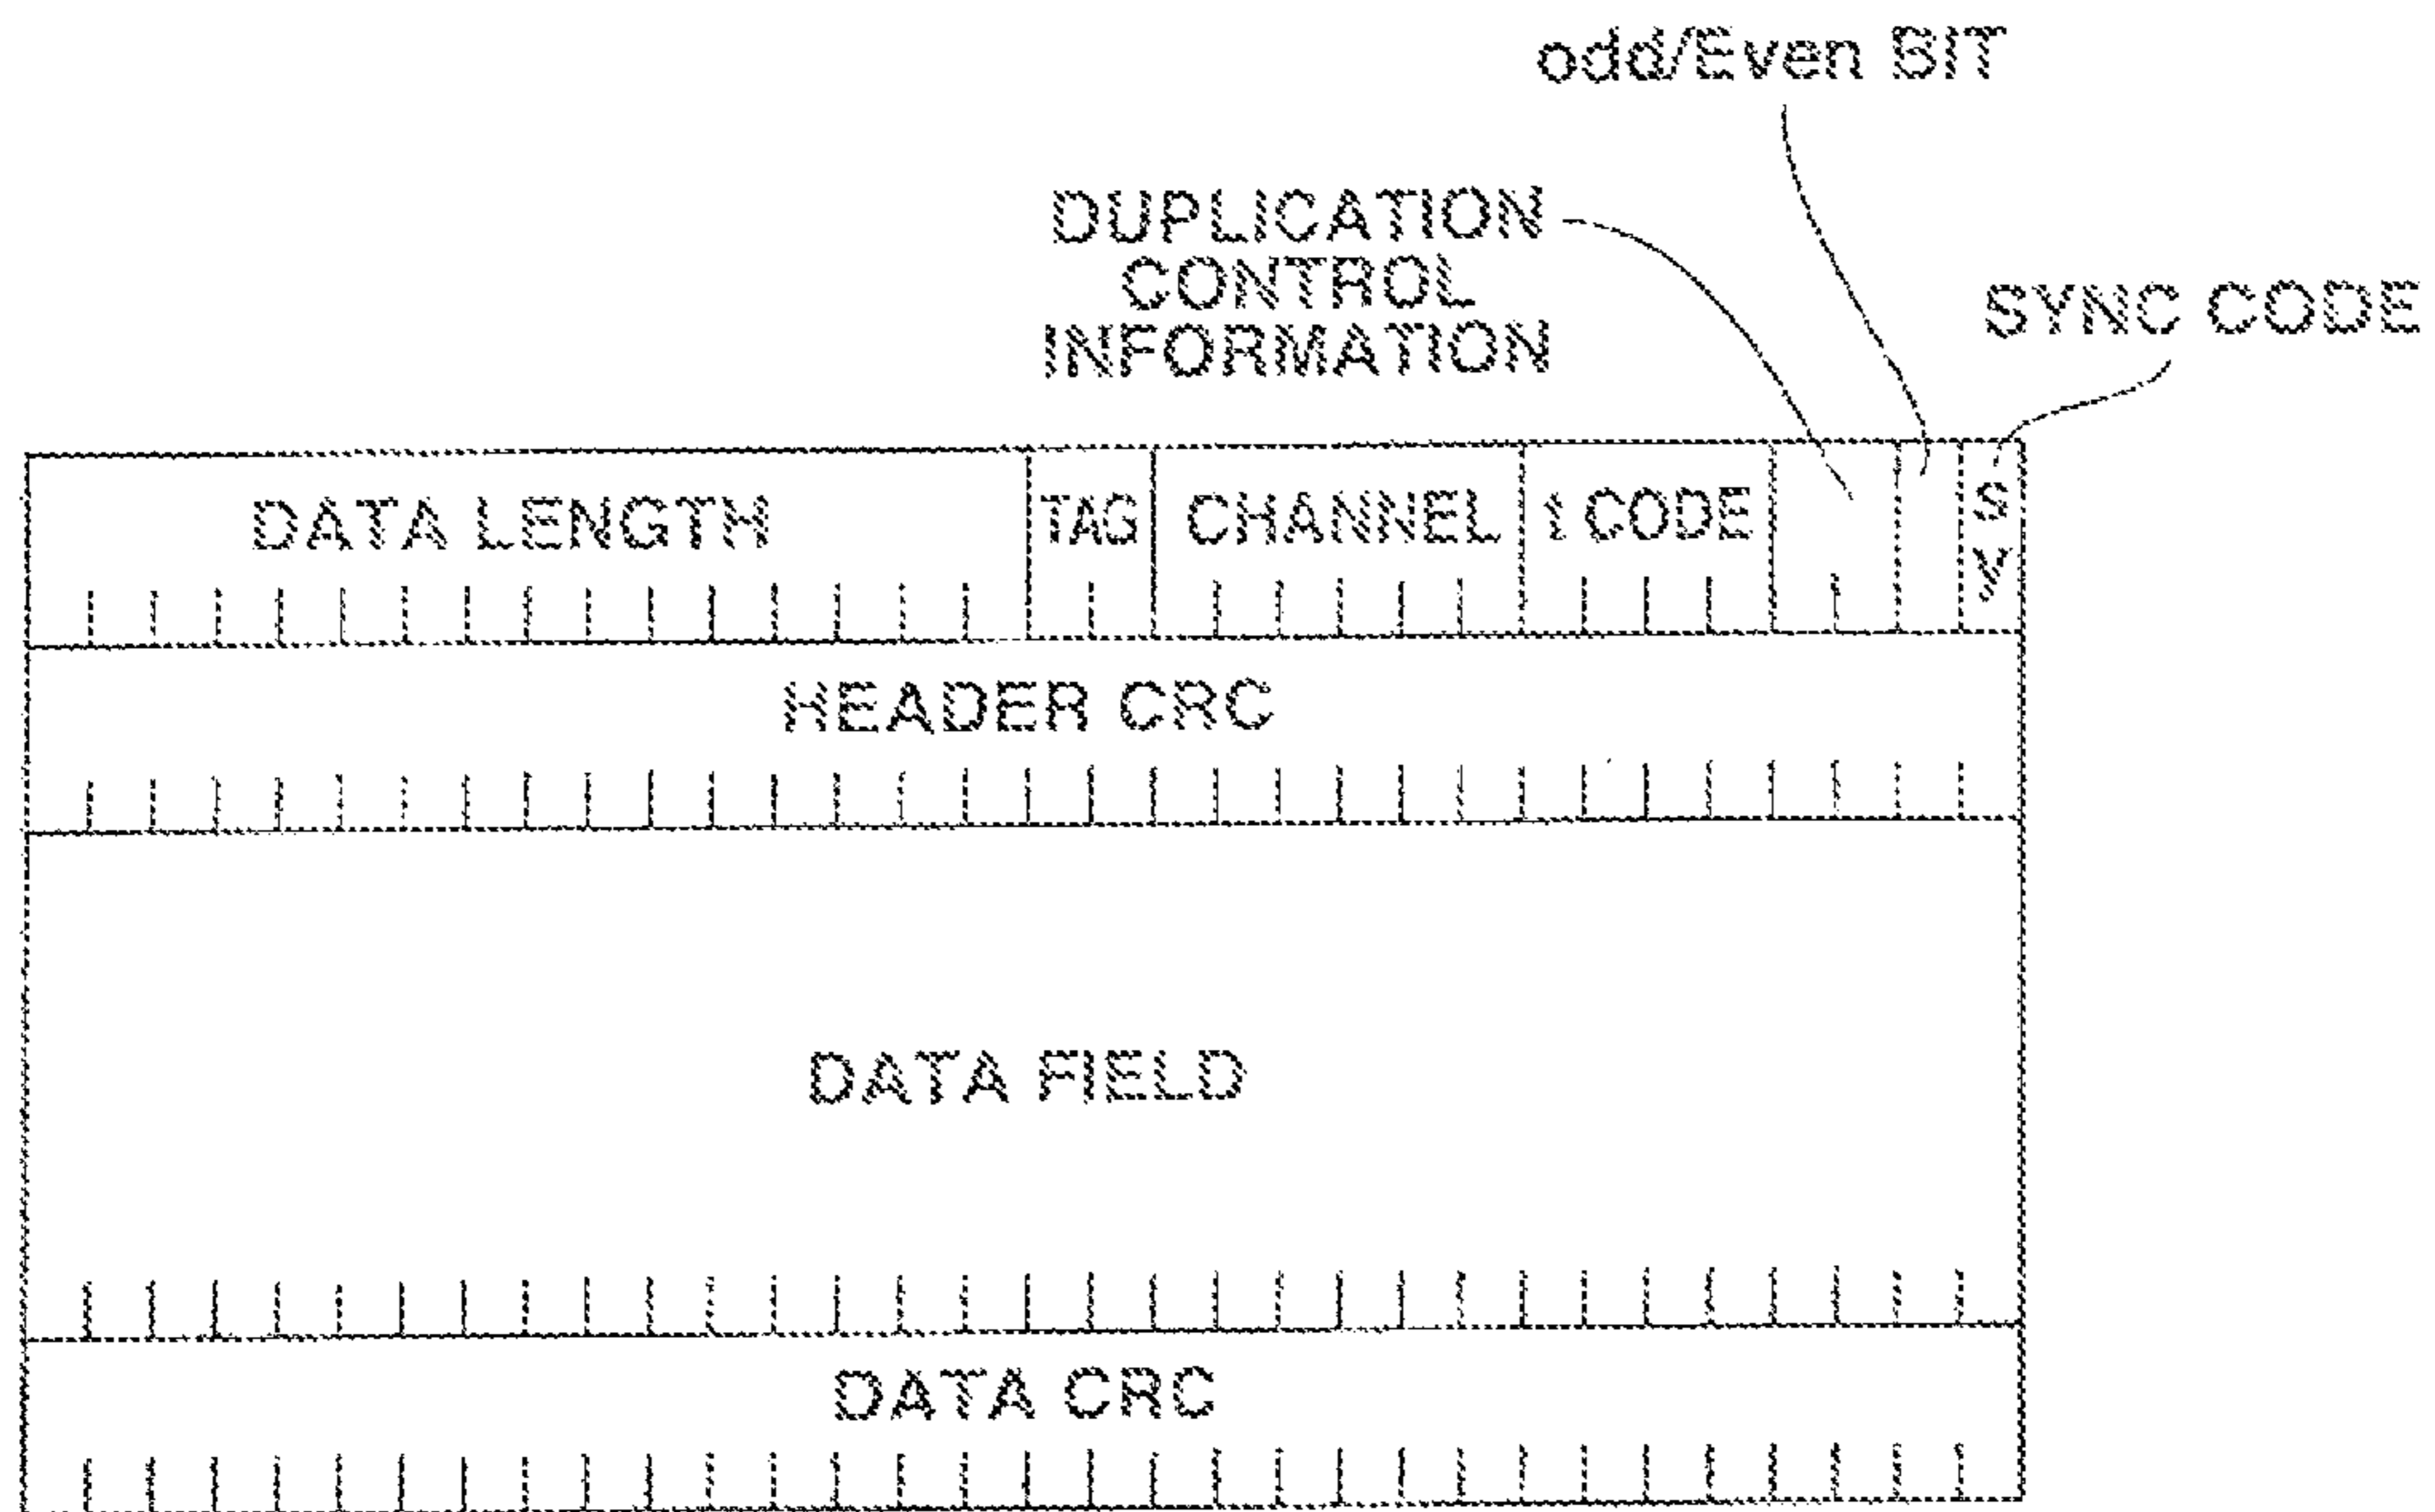 odd/Even BIT
DUPLICATION
CONTROL
INFORMATION
SYNC CODE
DATA LENGTH TAG CHANNEL t CODE S
y
HEADER CRC
DATA FIELD
DATA CRC